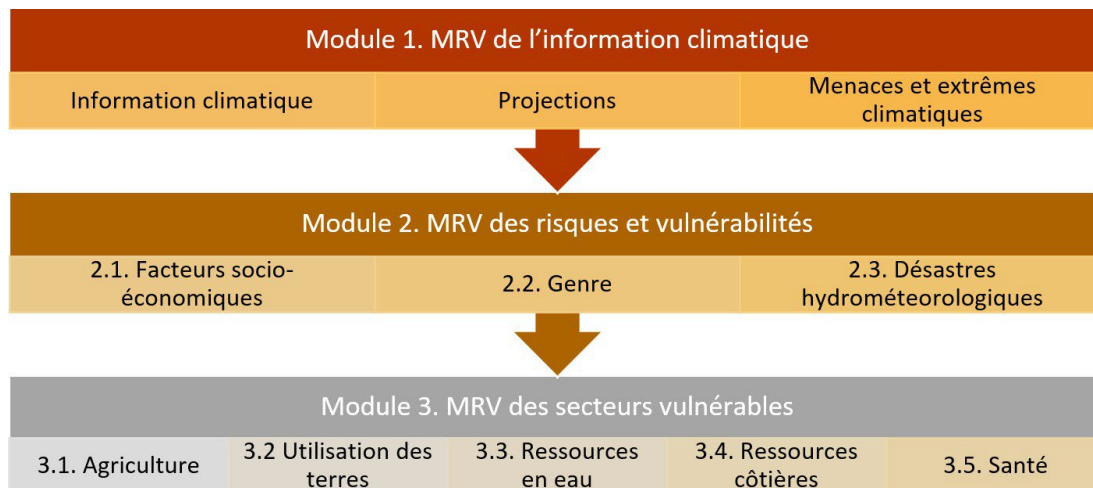 Module 1. MRV de l’information climatique
Information climatique
Projections
Menaces et extrêmes
climatiques
Module 2. MRV des risques et vulnérabilités
2.1. Facteurs socio-
économiques
2.2. Genre
2.3. Désastres
hydrométeorologiques
Module 3. MRV des secteurs vulnérables
3.1. Agriculture
3.2 Utilisation des
terres
3.3. Ressources
en eau
3.4. Ressources
côtières
3.5. Santé